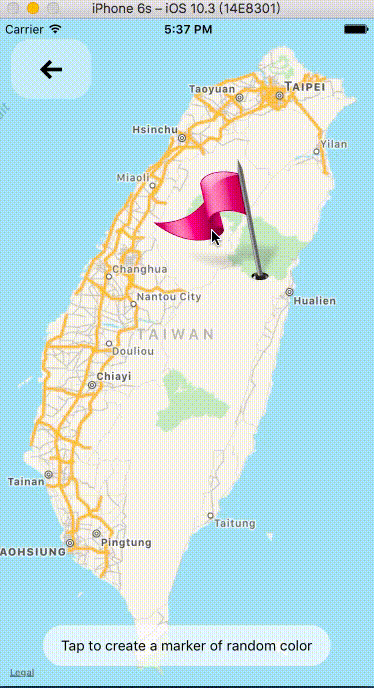 iPhone 6s – iOS 10.3 (14E8301)
Carrier 5:37 PM
Taoyuan
TAIPEI
Hsinchu
Yilan
Miaoli
Changhua
Nantou City
Hualien
TAIWAN
Douliou
Chiayi
Tainan
Taitung
Pingtung
AOHSIUNG
Tap to create a marker of random color
Legal